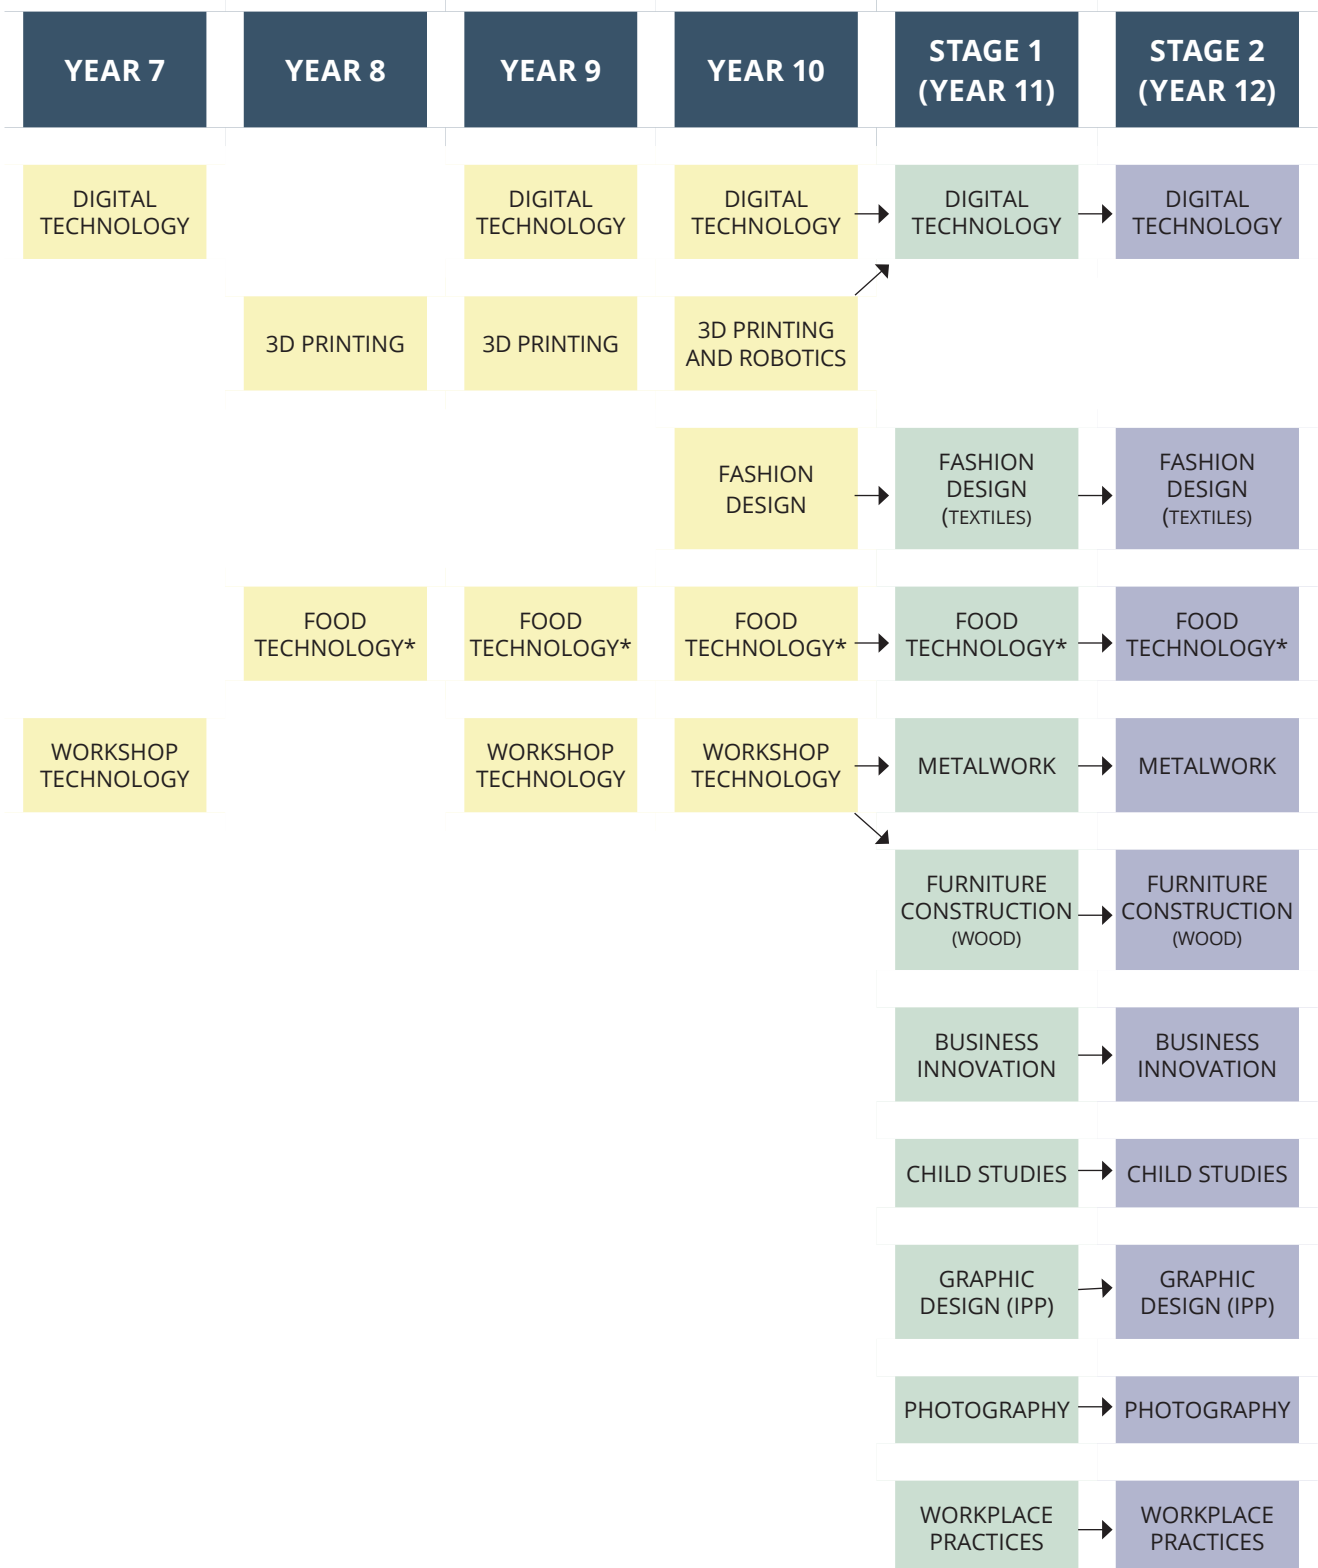 YEAR 7
YEAR 8
YEAR 9
YEAR 10
STAGE 1
(YEAR 11)
STAGE 2
(YEAR 12)
DIGITAL
TECHNOLOGY
DIGITAL
TECHNOLOGY
DIGITAL
TECHNOLOGY
DIGITAL
TECHNOLOGY
DIGITAL
TECHNOLOGY
3D PRINTING
3D PRINTING
3D PRINTING
AND ROBOTICS
FASHION
DESIGN
FASHION
DESIGN
(TEXTILES)
FASHION
DESIGN
(TEXTILES)
FOOD
TECHNOLOGY*
FOOD
TECHNOLOGY*
FOOD
TECHNOLOGY*
FOOD
TECHNOLOGY*
FOOD
TECHNOLOGY*
WORKSHOP
TECHNOLOGY
WORKSHOP
TECHNOLOGY
WORKSHOP
TECHNOLOGY
METALWORK
METALWORK
FURNITURE
CONSTRUCTION
(WOOD)
FURNITURE
CONSTRUCTION
(WOOD)
BUSINESS
INNOVATION
BUSINESS
INNOVATION
CHILD STUDIES
CHILD STUDIES
GRAPHIC
DESIGN (IPP)
GRAPHIC
DESIGN (IPP)
PHOTOGRAPHY
PHOTOGRAPHY
WORKPLACE
PRACTICES
WORKPLACE
PRACTICES